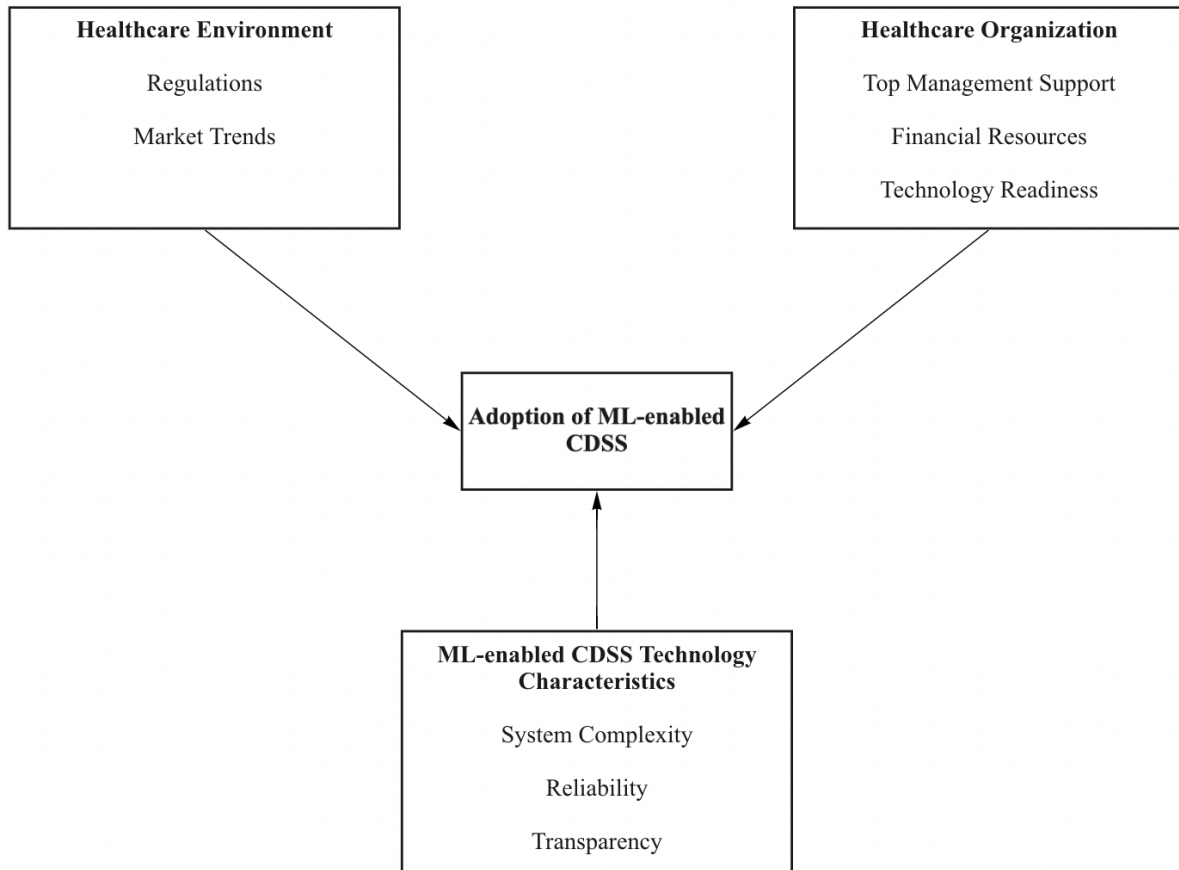 Healthcare Environment
Regulations
Market Trends
Healthcare Organization
Top Management Support
Financial Resources
Technology Readiness
Adoption of ML-enabled
CDSS
ML-enabled CDSS Technology
Characteristics
System Complexity
Reliability
Transparency